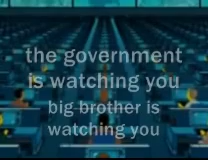 the government
is watching you
big brother is
watching you